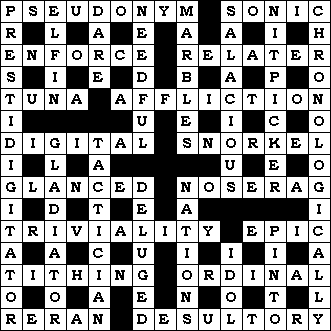 PSEUDONYM SONIC
R L A E A A I H
ENFORCE RELATER
S I E D B A P O
TUNA AFFLICTION
I U E I C O
DIGITAL SNORKEL
I L A U E O
GLANCED NOSERAG
I D T E A I
TRIVIALITY EPIC
A A C U I I I A
TITHING ORDINAL
O O A E N O T L
RERAN DESULTORY